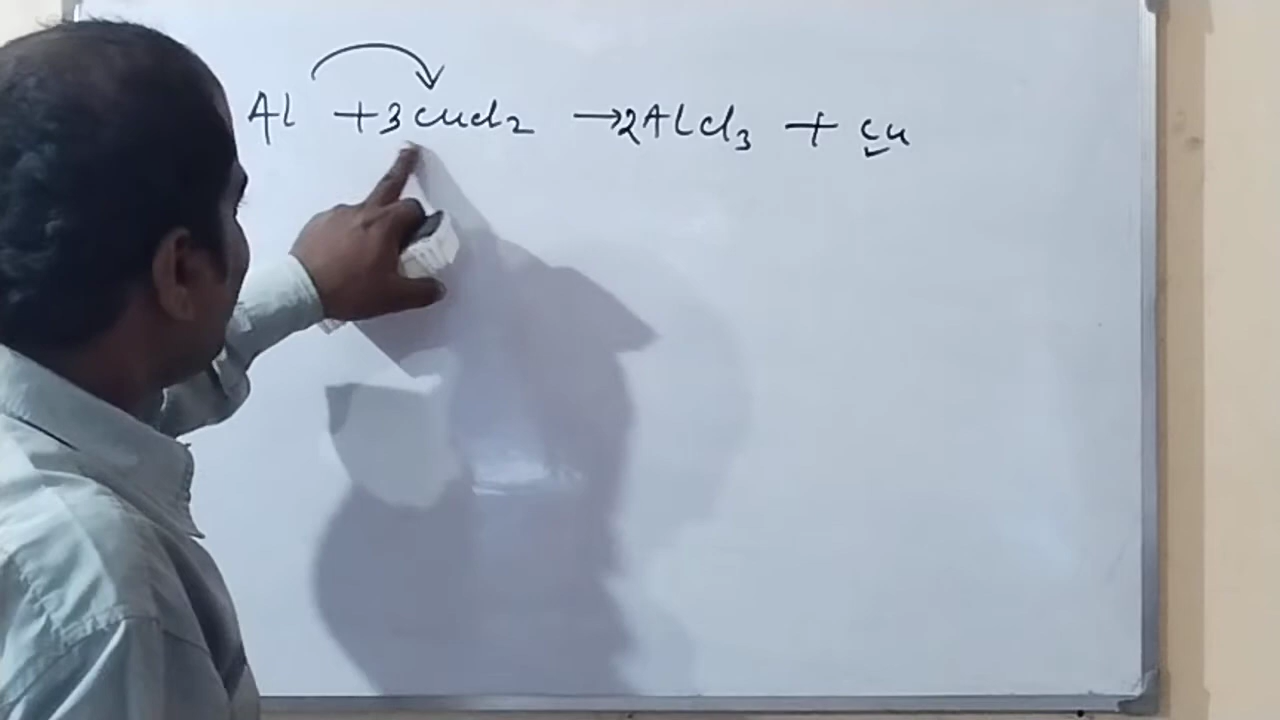 Al + 3CuCl2 → 2AlCl3 + Cu